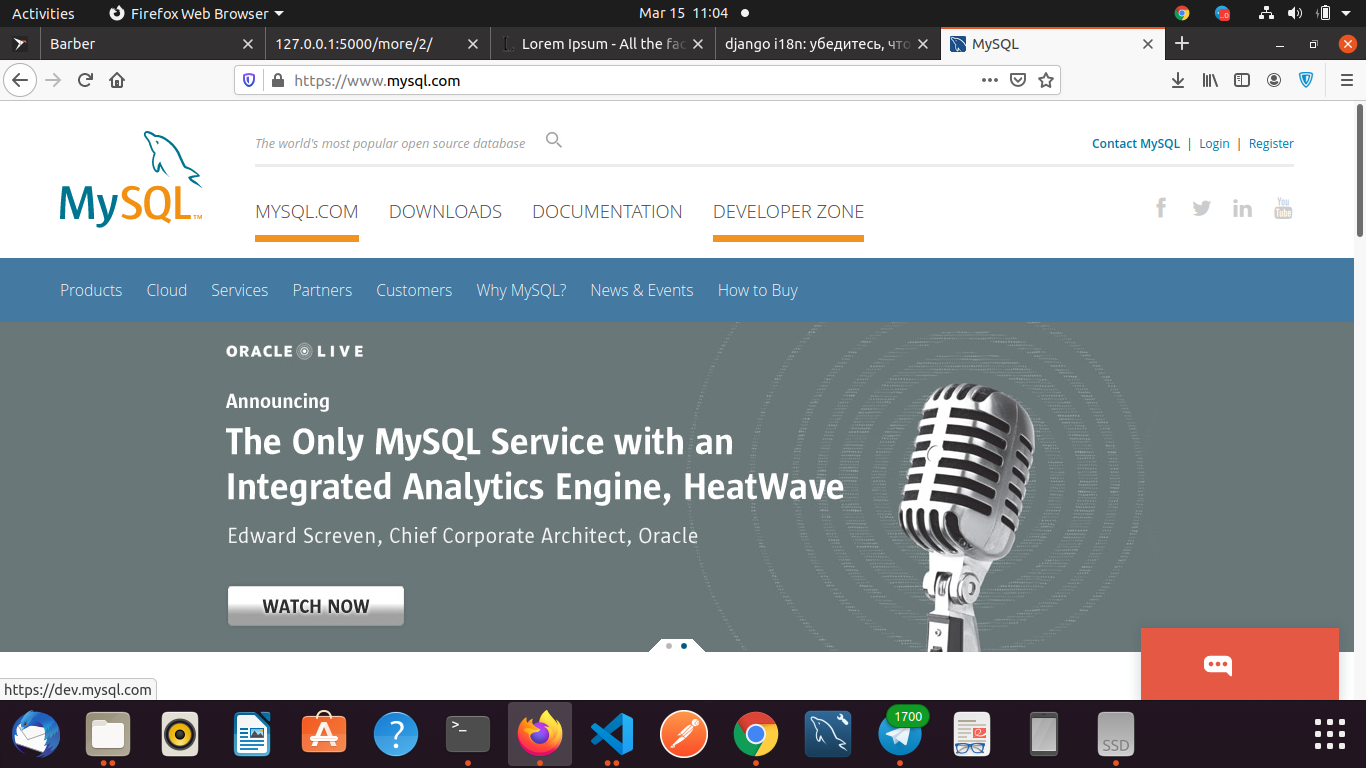 Activities
Firefox Web Browser
Mar 15 11:04
Barber
127.0.0.1:5000/more/2/
Lorem Ipsum - All the fac
django i18n: убедитесь, что
MySQL
https://www.mysql.com
The world's most popular open source database
Contact MySQL | Login | Register
MySQL™
MYSQL.COM DOWNLOADS DOCUMENTATION DEVELOPER ZONE
You Tube
Products Cloud Services Partners Customers Why MySQL? News & Events How to Buy
ORACLE LIVE
Announcing
The Only MySQL Service with an
Integrated Analytics Engine, HeatWave
Edward Screven, Chief Corporate Architect, Oracle
WATCH NOW
https://dev.mysql.com
1700
SSD